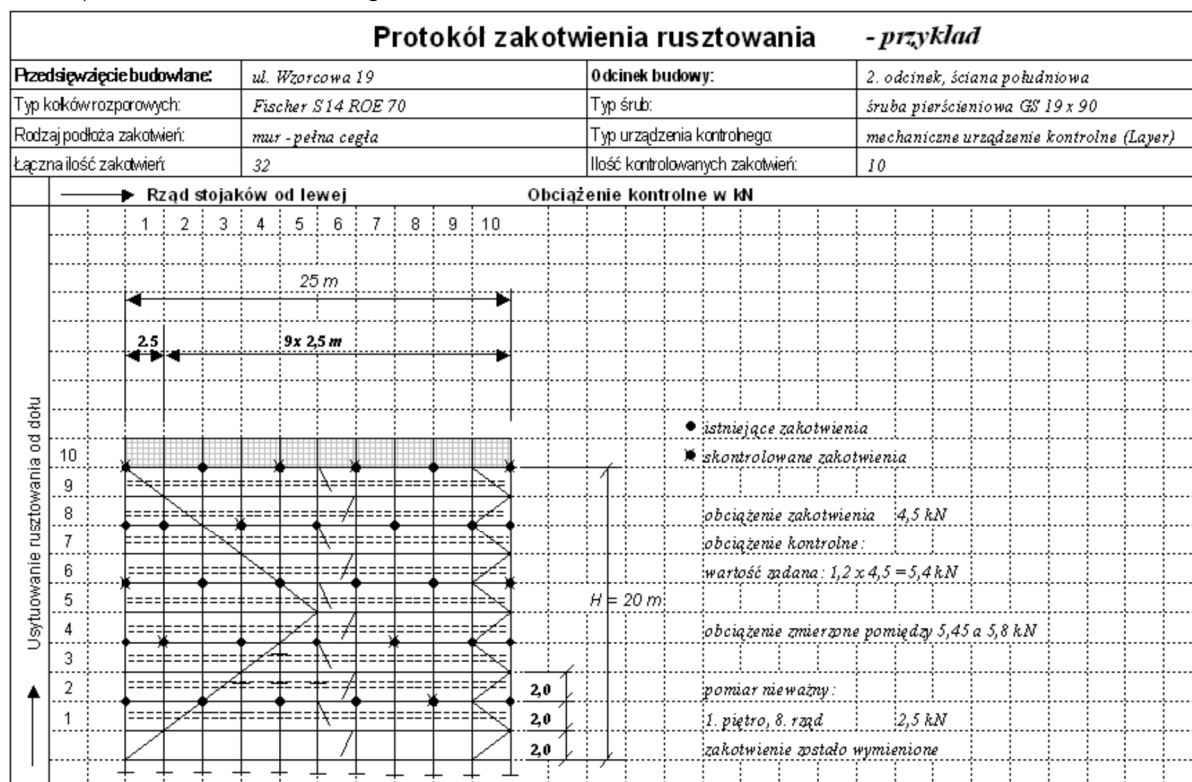 Protokół zakotwienia rusztowania - przykład
Przedsięwzięcie budowlane: ul. Wzorcowa 19 Odcinek budowy: 2. odcinek, ściana południowa
Typ kołków rozporowych: Fischer S 14 ROE 70 Typ śrub: śruba pierścieniowa GS 19 x 90
Rodzaj podłoża zakotwień: mur - pełna cegła Typ urządzenia kontrolnego: mechaniczne urządzenie kontrolne (Layer)
Łączna ilość zakotwień: 32 Ilość kontrolowanych zakotwień: 10
Rząd stojaków od lewej Obciążenie kontrolne w kN
1 2 3 4 5 6 7 8 9 10
25 m
2.5 9 x 2,5 m
Usytuowanie rusztowania od dołu
istniejące zakotwienia
10 skontrolowane zakotwienia
9
8 obciążenie zakotwienia 4,5 kN
7 obciążenie kontrolne:
6 wartość zadana: 1,2 x 4,5 = 5,4 kN
5 H = 20 m
4 obciążenie zmierzone pomiędzy 5,45 a 5,8 kN
3
2 2,0 pomiar nieważny:
1 2,0 1. piętro, 8. rząd 2,5 kN
2,0 zakotwienie zostało wymienione